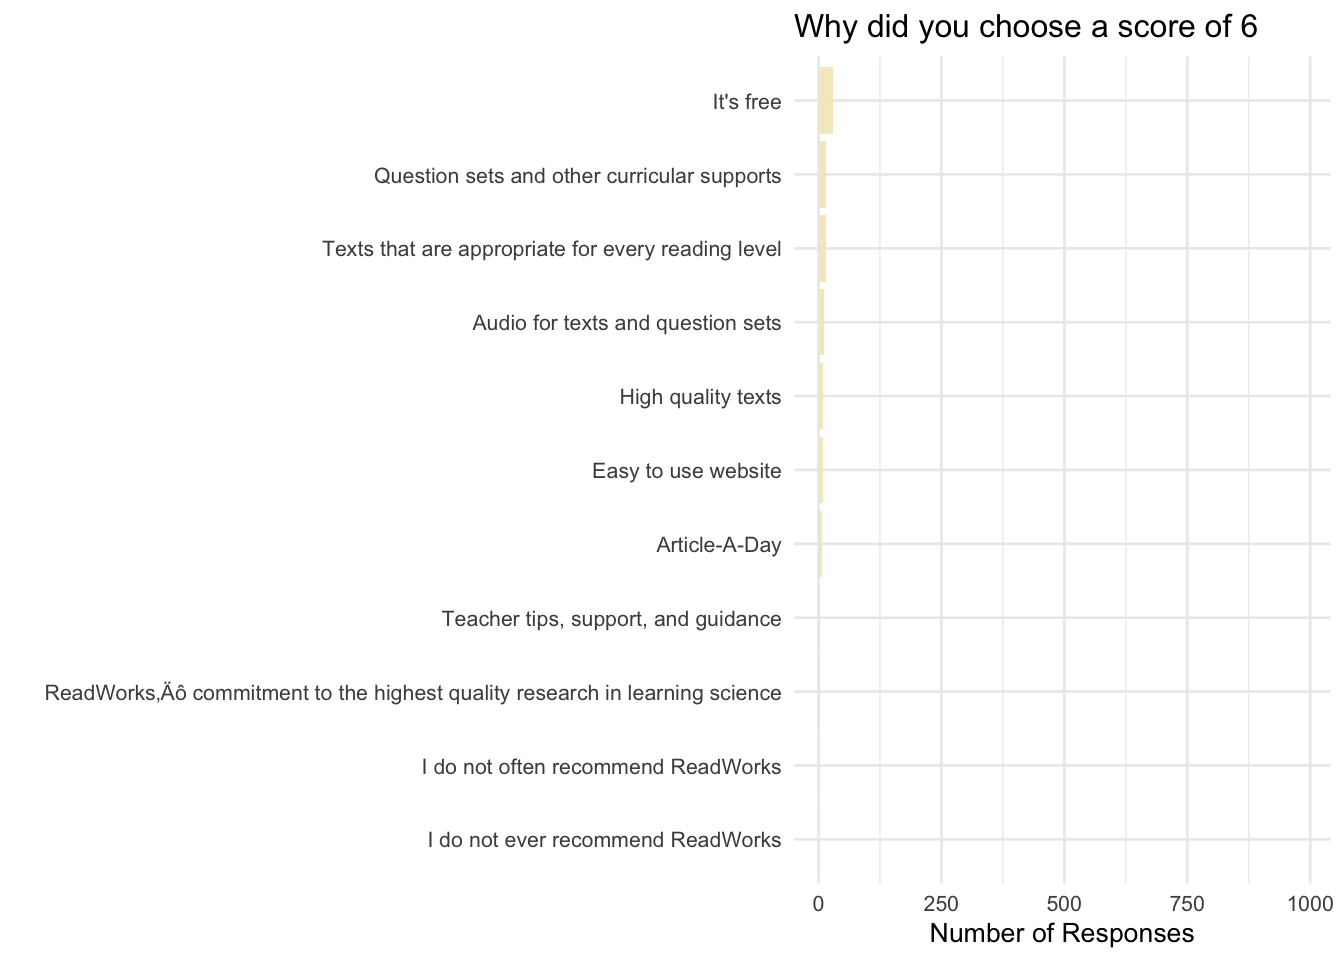 Why did you choose a score of 6
It's free
Question sets and other curricular supports
Texts that are appropriate for every reading level
Audio for texts and question sets
High quality texts
Easy to use website
Article-A-Day
Teacher tips, support, and guidance
ReadWorks‚Äô commitment to the highest quality research in learning science
I do not often recommend ReadWorks
I do not ever recommend ReadWorks
0 250 500 750 1000
Number of Responses